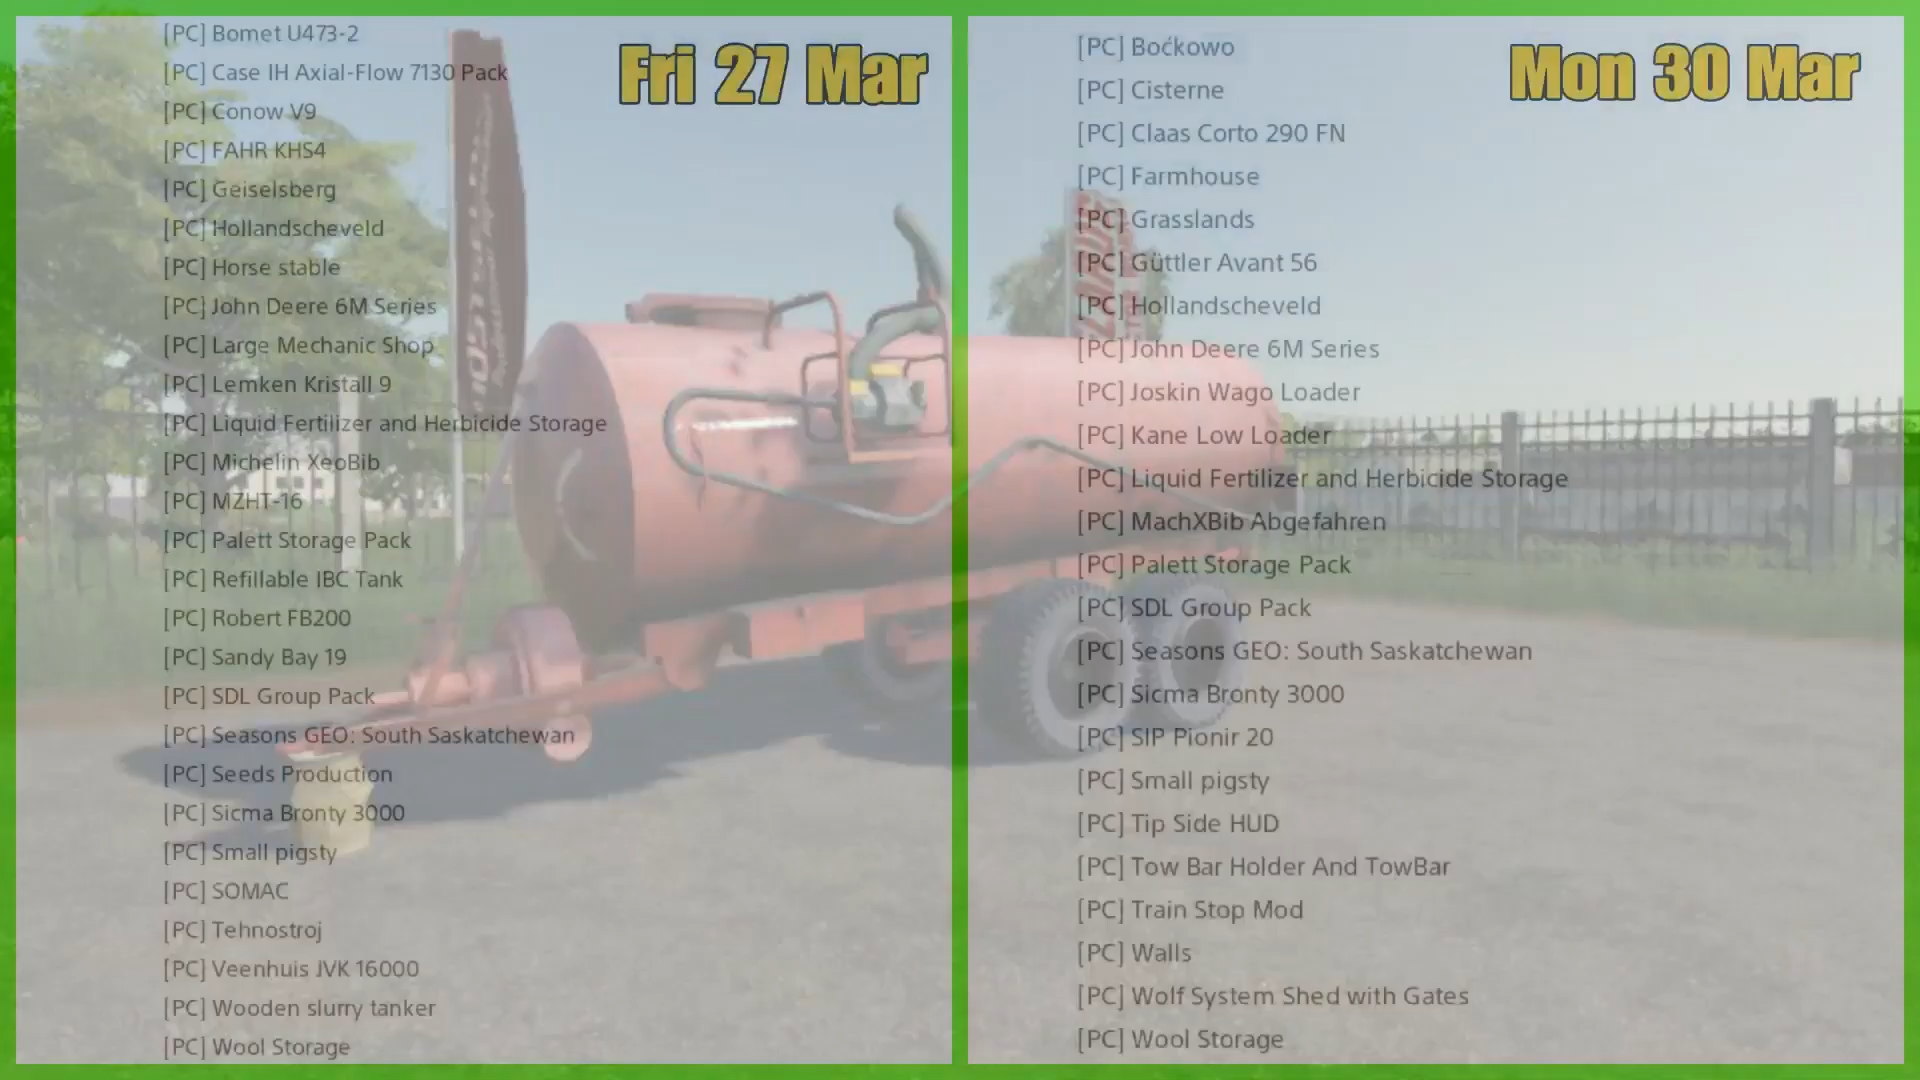 Fri 27 Mar
[PC] Bomet U473-2
[PC] Case IH Axial-Flow 7130 Pack
[PC] Conow V9
[PC] FAHR KHS4
[PC] Geiselsberg
[PC] Hollandscheveld
[PC] Horse stable
[PC] John Deere 6M Series
[PC] Large Mechanic Shop
[PC] Lemken Kristall 9
[PC] Liquid Fertilizer and Herbicide Storage
[PC] Michelin XeoBib
[PC] MZHT-16
[PC] Palett Storage Pack
[PC] Refillable IBC Tank
[PC] Robert FB200
[PC] Sandy Bay 19
[PC] SDL Group Pack
[PC] Seasons GEO: South Saskatchewan
[PC] Seeds Production
[PC] Sicma Bronty 3000
[PC] Small pigsty
[PC] SOMAC
[PC] Tehnostroj
[PC] Veenhuis JVK 16000
[PC] Wooden slurry tanker
[PC] Wool Storage
Mon 30 Mar
[PC] Boćkowo
[PC] Cisterne
[PC] Claas Corto 290 FN
[PC] Farmhouse
[PC] Grasslands
[PC] Güttler Avant 56
[PC] Hollandscheveld
[PC] John Deere 6M Series
[PC] Joskin Wago Loader
[PC] Kane Low Loader
[PC] Liquid Fertilizer and Herbicide Storage
[PC] MachXBib Abgefahren
[PC] Palett Storage Pack
[PC] SDL Group Pack
[PC] Seasons GEO: South Saskatchewan
[PC] Sicma Bronty 3000
[PC] SIP Pionir 20
[PC] Small pigsty
[PC] Tip Side HUD
[PC] Tow Bar Holder And TowBar
[PC] Train Stop Mod
[PC] Walls
[PC] Wolf System Shed with Gates
[PC] Wool Storage